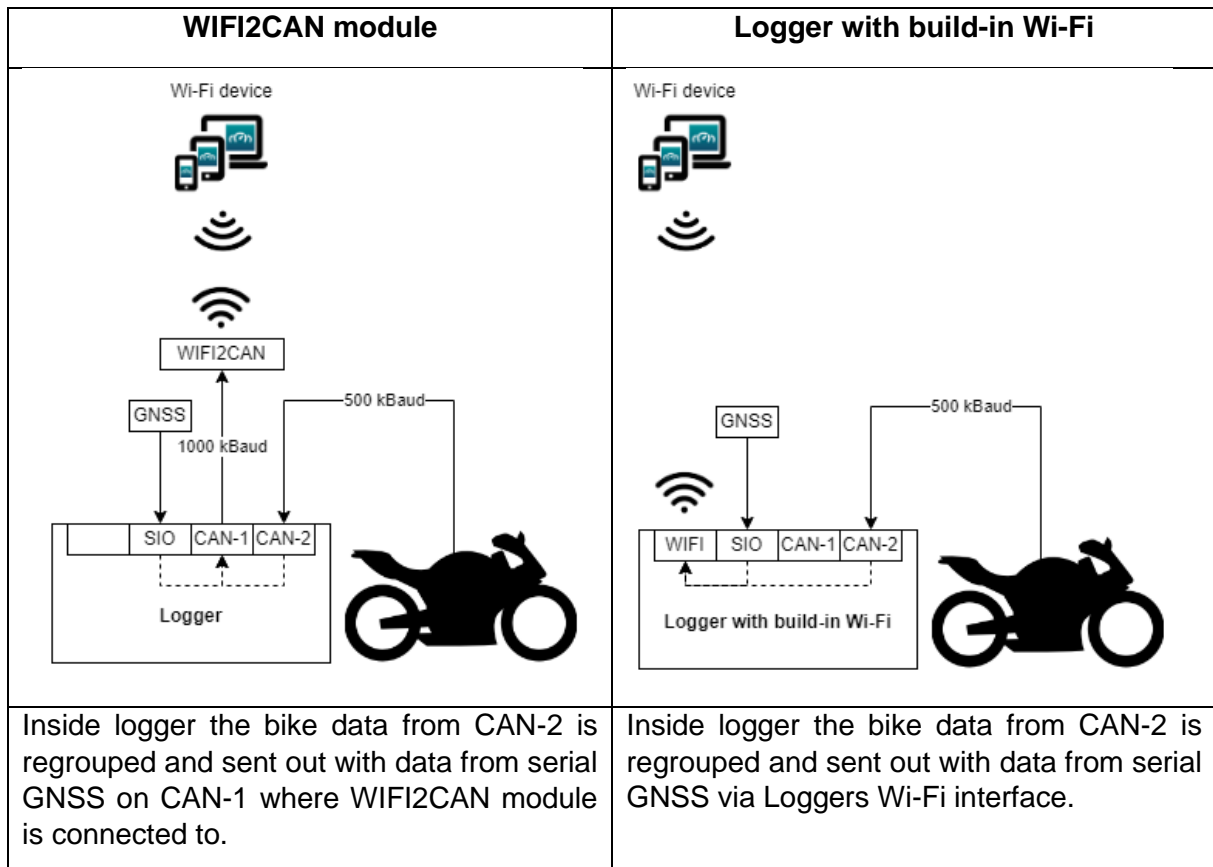 WIFI2CAN module
Logger with build-in Wi-Fi
Wi-Fi device
WIFI2CAN
GNSS
500 kBaud
1000 kBaud
SIO
CAN-1
CAN-2
Logger
Wi-Fi device
500 kBaud
GNSS
WIFI
SIO
CAN-1
CAN-2
Logger with build-in Wi-Fi
Inside logger the bike data from CAN-2 is
regrouped and sent out with data from serial
GNSS on CAN-1 where WIFI2CAN module
is connected to.
Inside logger the bike data from CAN-2 is
regrouped and sent out with data from serial
GNSS via Loggers Wi-Fi interface.